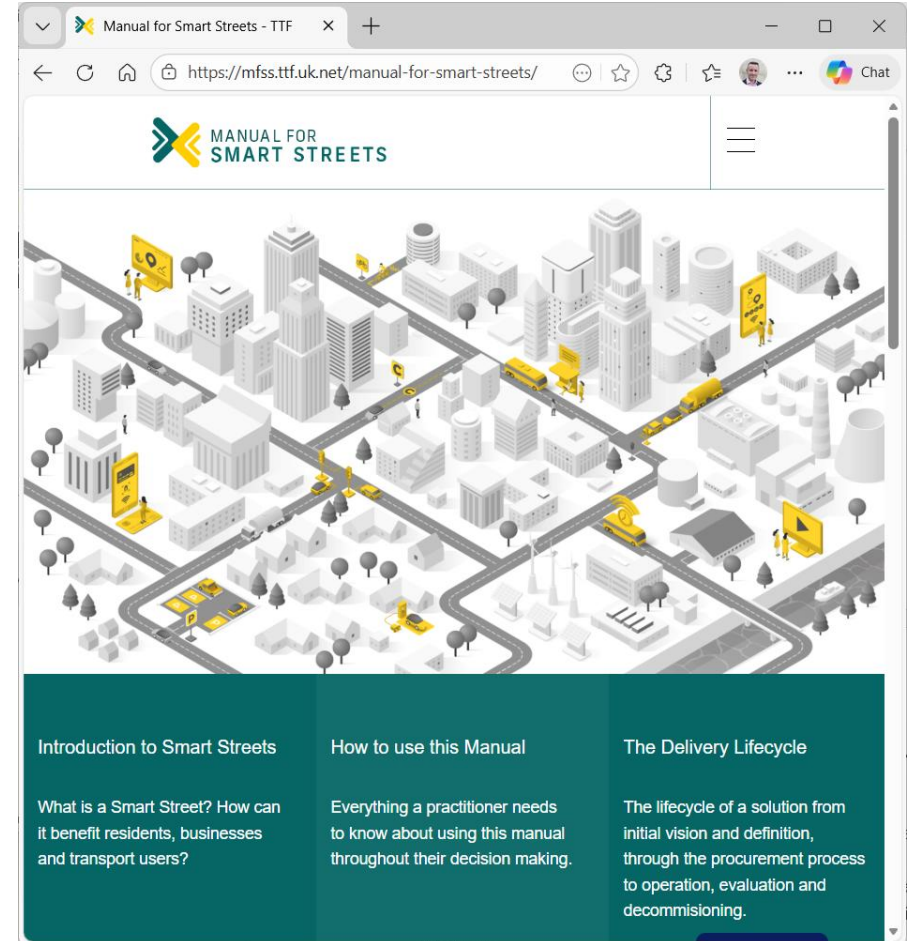 Manual for Smart Streets - TTF
https://mfss.ttf.uk.net/manual-for-smart-streets/
Chat
MANUAL FOR
SMART STREETS
C
P
Introduction to Smart Streets
What is a Smart Street? How can
it benefit residents, businesses
and transport users?
How to use this Manual
Everything a practitioner needs
to know about using this manual
throughout their decision making.
The Delivery Lifecycle
The lifecycle of a solution from
initial vision and definition,
through the procurement process
to operation, evaluation and
decommisioning.